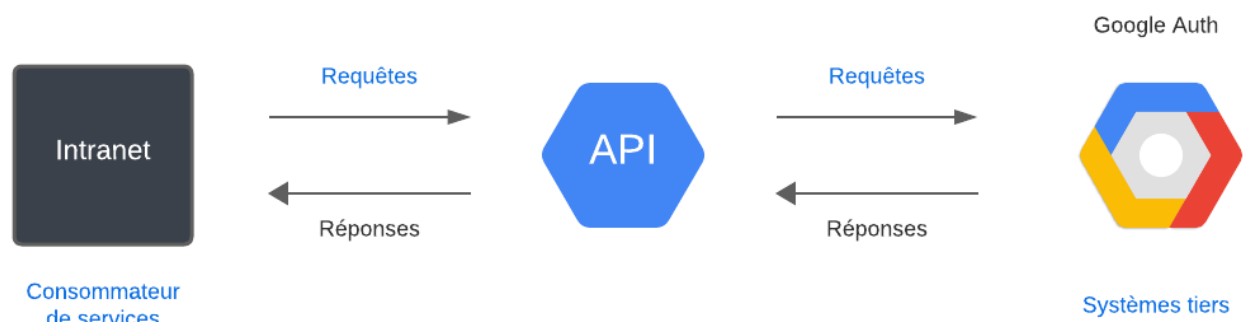 Google Auth
Requêtes
Requêtes
Intranet
API
Réponses
Réponses
Consommateur
de services
Systèmes tiers